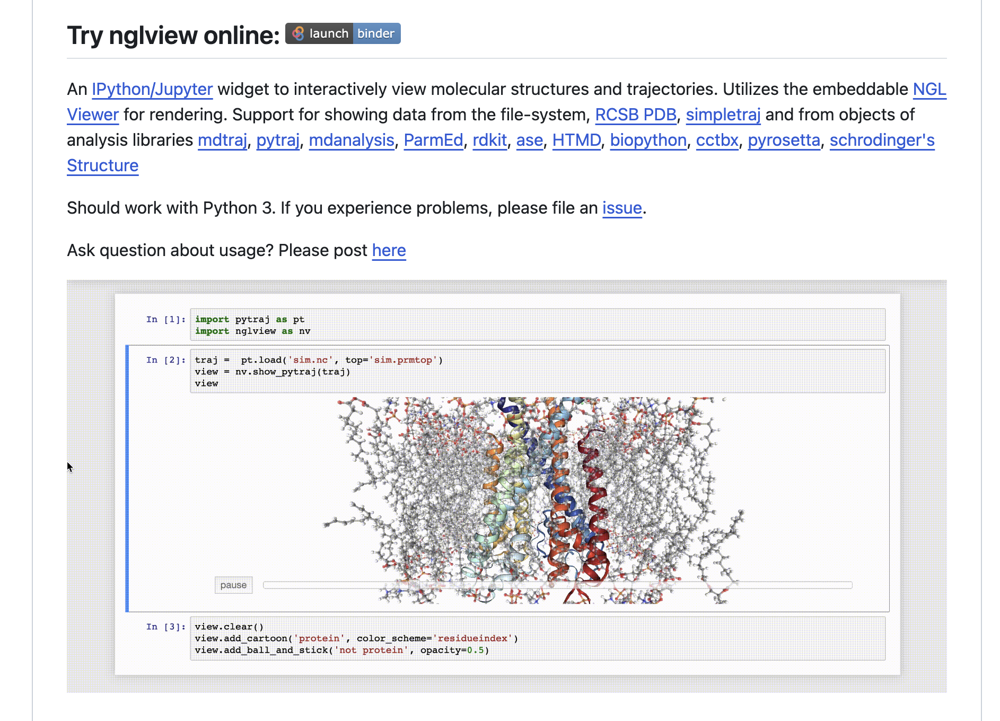 Try nglview online: launch binder
An IPython/Jupyter widget to interactively view molecular structures and trajectories. Utilizes the embeddable NGL
Viewer for rendering. Support for showing data from the file-system, RCSB PDB, simpletraj and from objects of
analysis libraries mdtraj, pytraj, mdanalysis, ParmEd, rdkit, ase, HTMD, biopython, cctbx, pyrosetta, schrodinger's
Structure
Should work with Python 3. If you experience problems, please file an issue.
Ask question about usage? Please post here
In [1]: import pytraj as pt
import nglview as nv
In [2]: traj =  pt.load('sim.nc', top='sim.prmtop')
view = nv.show_pytraj(traj)
view
pause
In [3]: view.clear()
view.add_cartoon('protein', color_scheme='residueindex')
view.add_ball_and_stick('not protein', opacity=0.5)